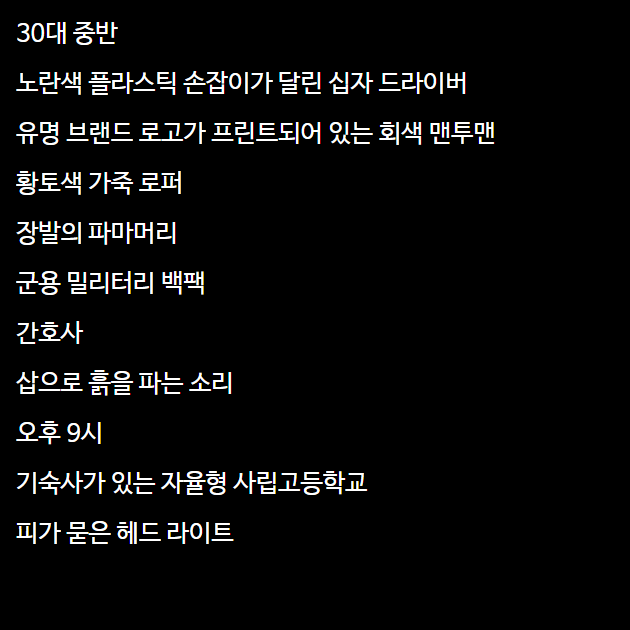 30대 중반
노란색 플라스틱 손잡이가 달린 십자 드라이버
유명 브랜드 로고가 프린트되어 있는 회색 맨투맨
황토색 가죽 로퍼
장발의 파마머리
군용 밀리터리 백팩
간호사
삽으로 흙을 파는 소리
오후 9시
기숙사가 있는 자율형 사립고등학교
피가 묻은 헤드 라이트